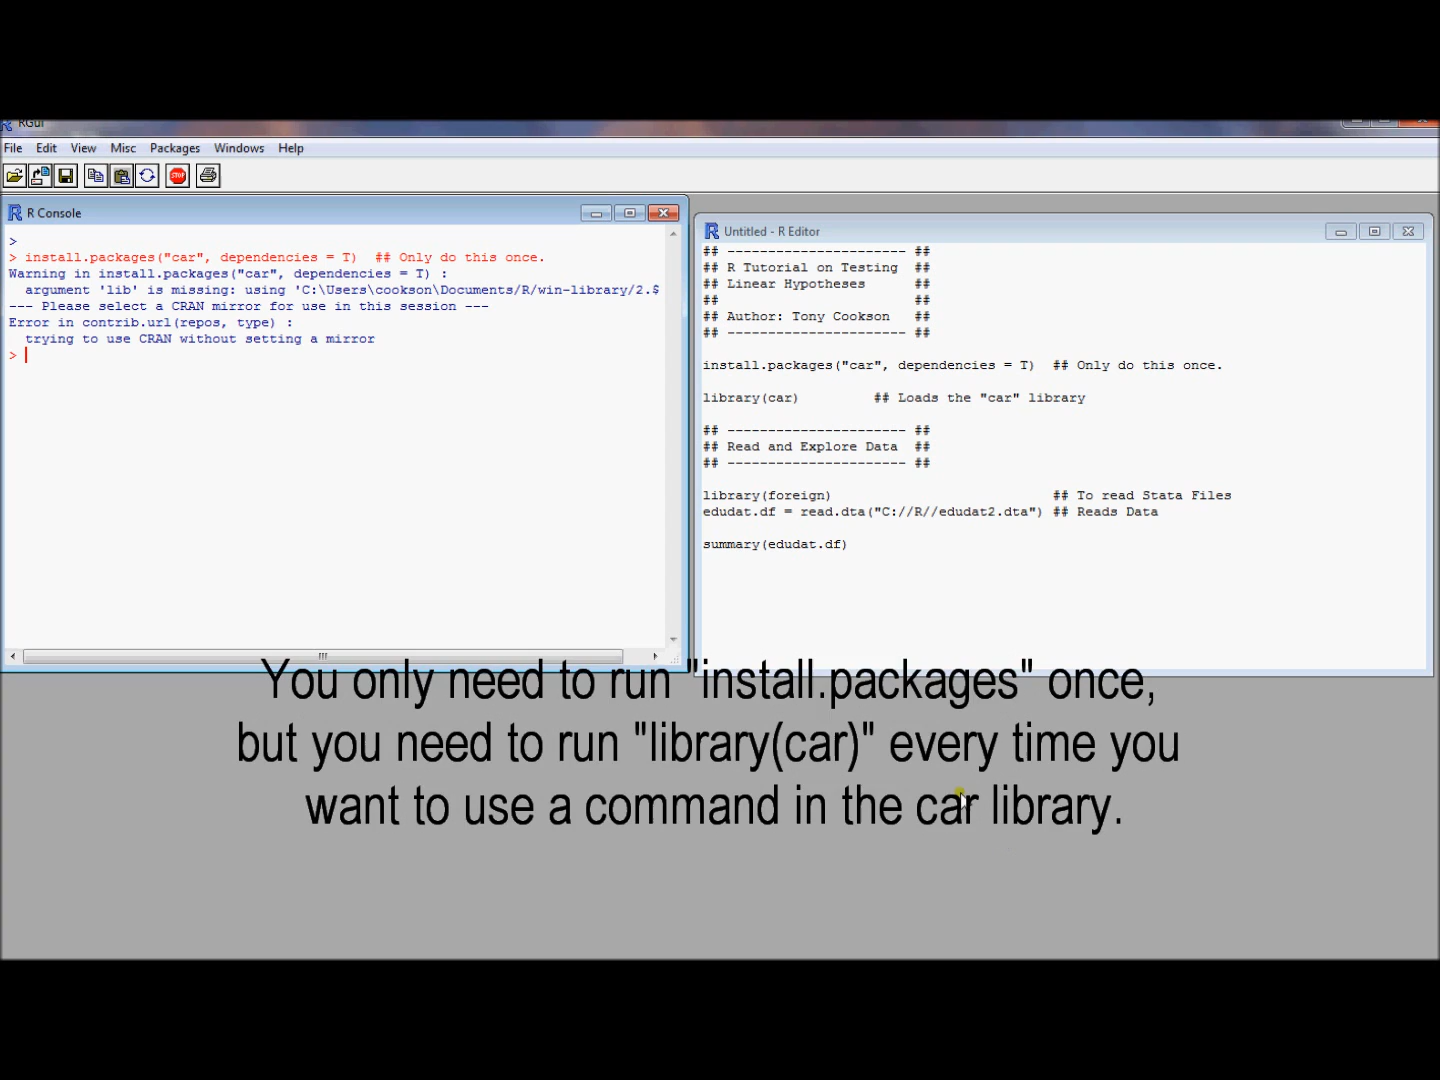 RGui
File Edit View Misc Packages Windows Help
STOP
R Console
>
> install.packages("car", dependencies = T)  ## Only do this once.
Warning in install.packages("car", dependencies = T) :
  argument 'lib' is missing: using 'C:\Users\cookson\Documents/R/win-library/2.$
--- Please select a CRAN mirror for use in this session ---
Error in contrib.url(repos, type) :
  trying to use CRAN without setting a mirror
>
Untitled - R Editor
## ---------------------- ##
## R Tutorial on Testing  ##
## Linear Hypotheses      ##
##                        ##
## Author: Tony Cookson   ##
## ---------------------- ##
install.packages("car", dependencies = T)  ## Only do this once.
library(car)         ## Loads the "car" library
## ---------------------- ##
## Read and Explore Data  ##
## ---------------------- ##
library(foreign)                           ## To read Stata Files
edudat.df = read.dta("C://R//edudat2.dta") ## Reads Data
summary(edudat.df)
You only need to run "install.packages" once,
but you need to run "library(car)" every time you
want to use a command in the car library.